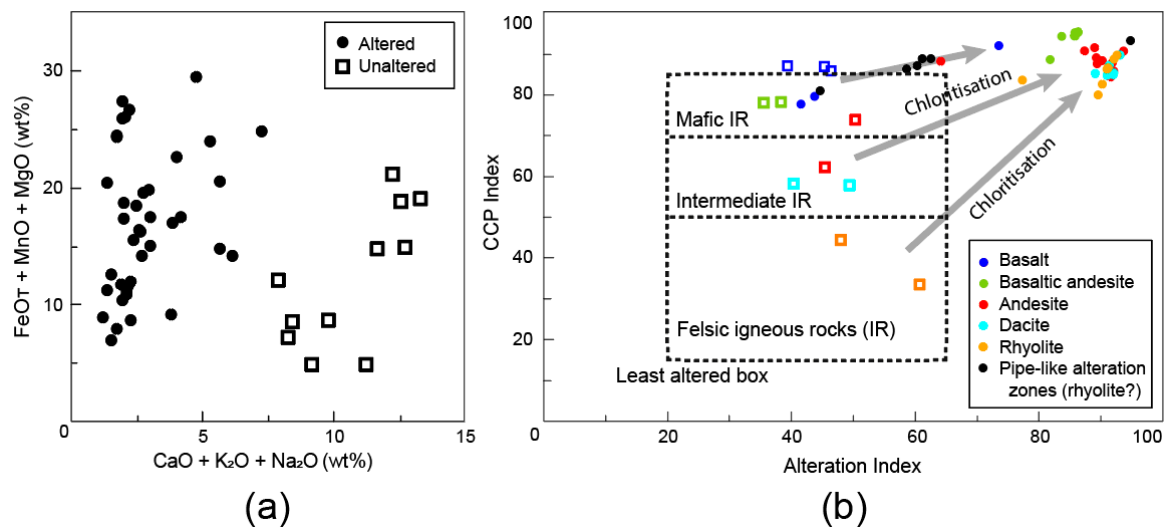 Altered
Unaltered
30
20
10
0
5
10
15
FeOT + MnO + MgO (wt%)
CaO + K₂O + Na₂O (wt%)
(a)
100
80
60
40
20
0
20
40
60
80
100
CCP Index
Alteration Index
Mafic IR
Intermediate IR
Felsic igneous rocks (IR)
Least altered box
Chloritisation
Chloritisation
Basalt
Basaltic andesite
Andesite
Dacite
Rhyolite
Pipe-like alteration
zones (rhyolite?)
(b)